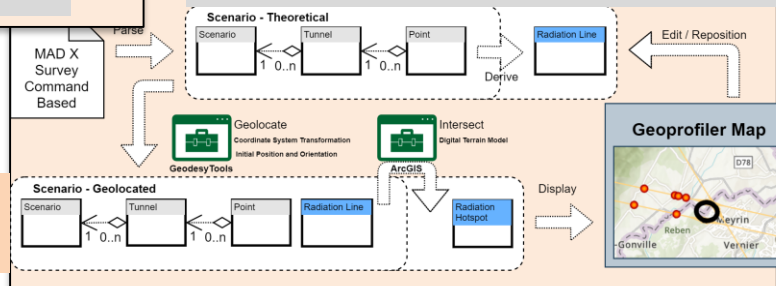 Parse
MAD X
Survey
Command
Based
Scenario - Theoretical
Scenario
Tunnel
Point
1 0..n
1 0..n
Derive
Radiation Line
Edit / Reposition
Geolocate
Coordinate System Transformation
Initial Position and Orientation
GeodesyTools
Intersect
Digital Terrain Model
ArcGIS
Scenario - Geolocated
Scenario
Tunnel
Point
Radiation Line
1 0..n
1 0..n
Radiation
Hotspot
Display
Geoprofiler Map
D78
Meyrin
Reben
-Gonville
Vernier